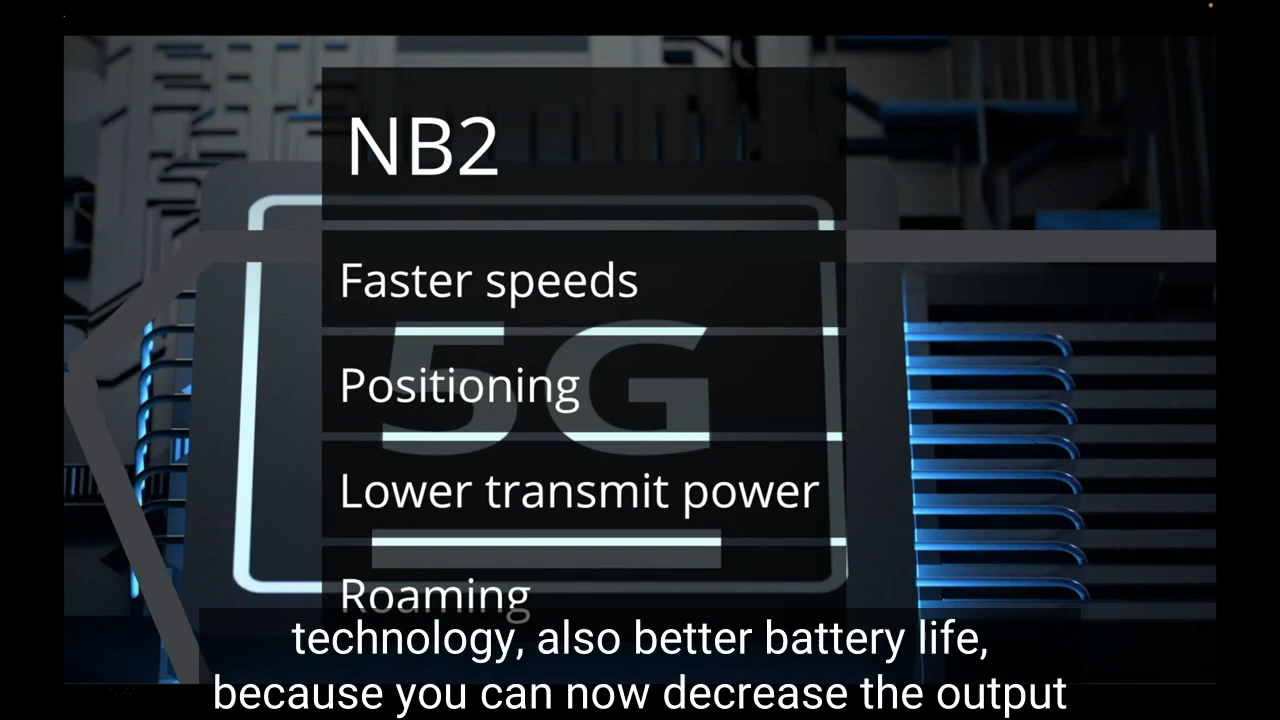 NB2
Faster speeds
5G
Positioning
Lower transmit power
Roaming
technology, also better battery life,
because you can now decrease the output